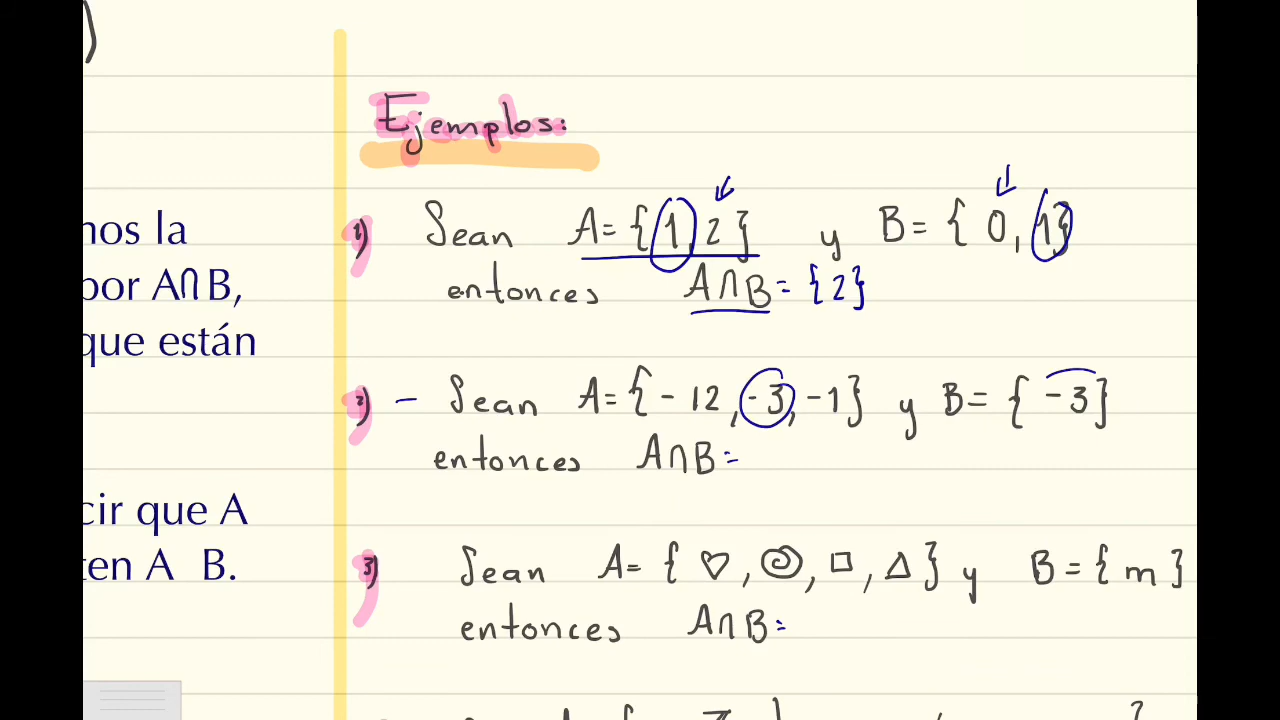 nos la
por A∩B,
que están
cir que A
ten A B.
Ejemplos:
1) Sean A={1,2} y B={0,1}
entonces A∩B={2}
2) - Sean A={-12,-3,-1} y B={-3}
entonces A∩B=
3) Sean A={♡,◎,□,△} y B={m}
entonces A∩B=